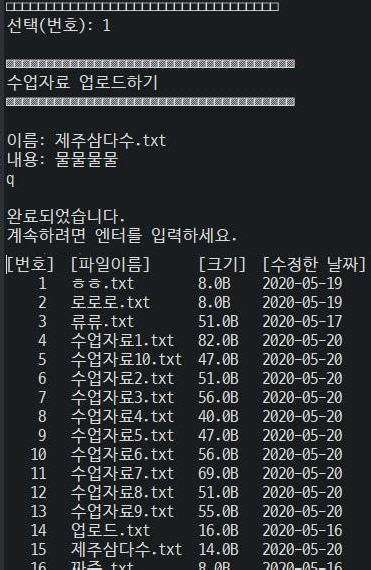 선택(번호): 1
수업자료 업로드하기
이름: 제주삼다수.txt
내용: 물물물물
q
완료되었습니다.
계속하려면 엔터를 입력하세요.
[번호] [파일이름] [크기] [수정한 날짜]
1 ㅎㅎ.txt 8.0B 2020-05-19
2 로로로.txt 8.0B 2020-05-19
3 류류.txt 51.0B 2020-05-17
4 수업자료1.txt 82.0B 2020-05-20
5 수업자료10.txt 47.0B 2020-05-20
6 수업자료2.txt 51.0B 2020-05-20
7 수업자료3.txt 56.0B 2020-05-20
8 수업자료4.txt 40.0B 2020-05-20
9 수업자료5.txt 47.0B 2020-05-20
10 수업자료6.txt 56.0B 2020-05-20
11 수업자료7.txt 69.0B 2020-05-20
12 수업자료8.txt 51.0B 2020-05-20
13 수업자료9.txt 55.0B 2020-05-20
14 업로드.txt 16.0B 2020-05-16
15 제주삼다수.txt 14.0B 2020-05-20
16 .txt 8.0B 2020-05-16